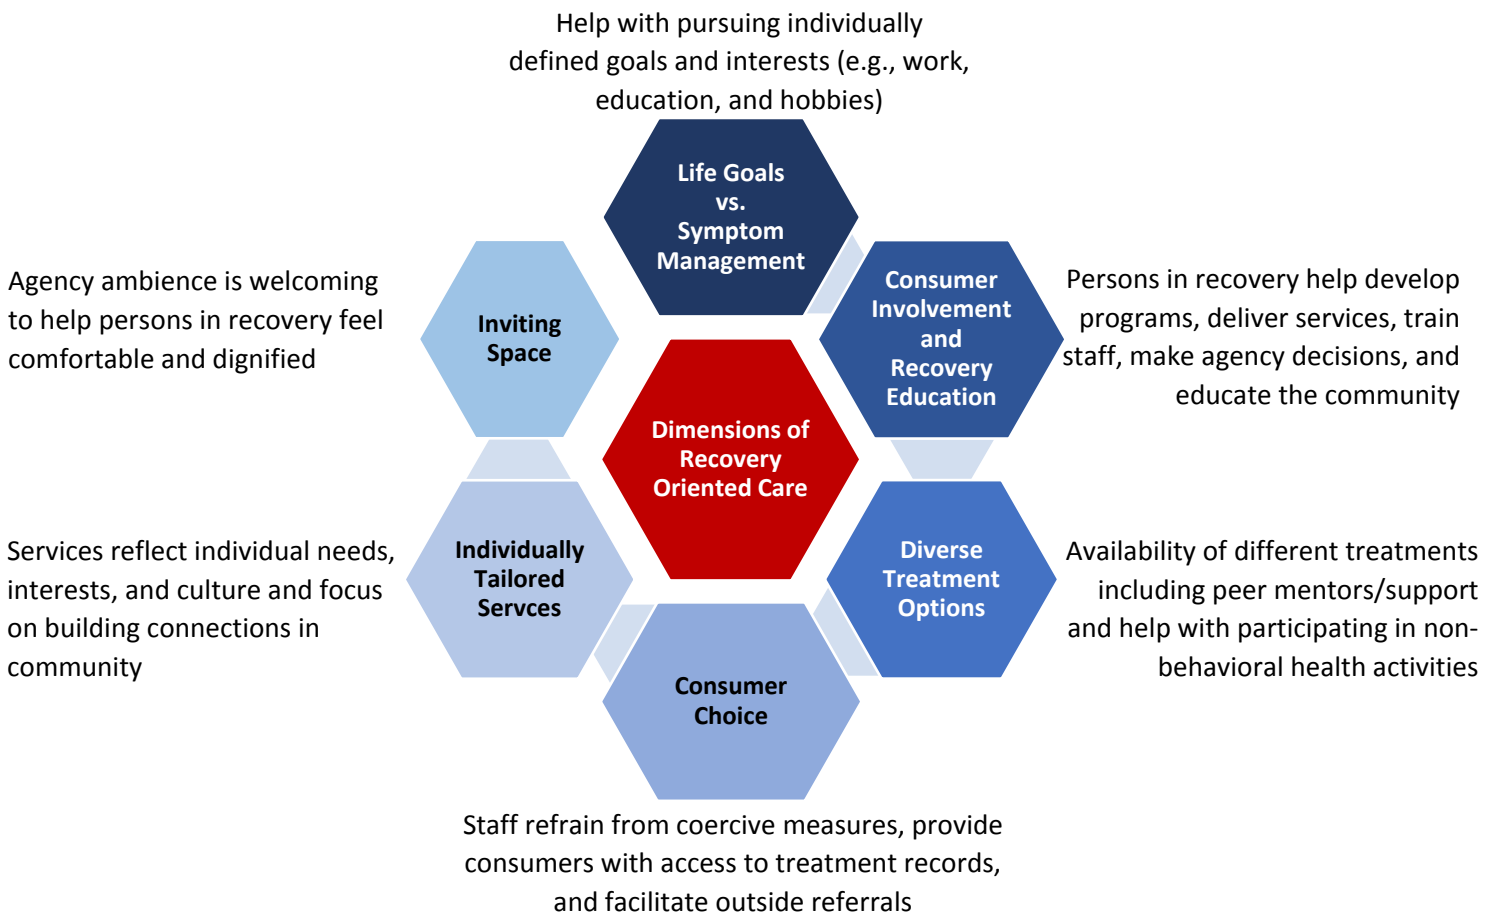 Help with pursuing individually
defined goals and interests (e.g., work,
education, and hobbies)
Life Goals
vs.
Symptom
Management
Consumer
Involvement
and
Recovery
Education
Persons in recovery help develop
programs, deliver services, train
staff, make agency decisions, and
educate the community
Inviting
Space
Agency ambience is welcoming
to help persons in recovery feel
comfortable and dignified
Dimensions of
Recovery
Oriented Care
Individually
Tailored
Servces
Services reflect individual needs,
interests, and culture and focus
on building connections in
community
Diverse
Treatment
Options
Availability of different treatments
including peer mentors/support
and help with participating in non-
behavioral health activities
Consumer
Choice
Staff refrain from coercive measures, provide
consumers with access to treatment records,
and facilitate outside referrals